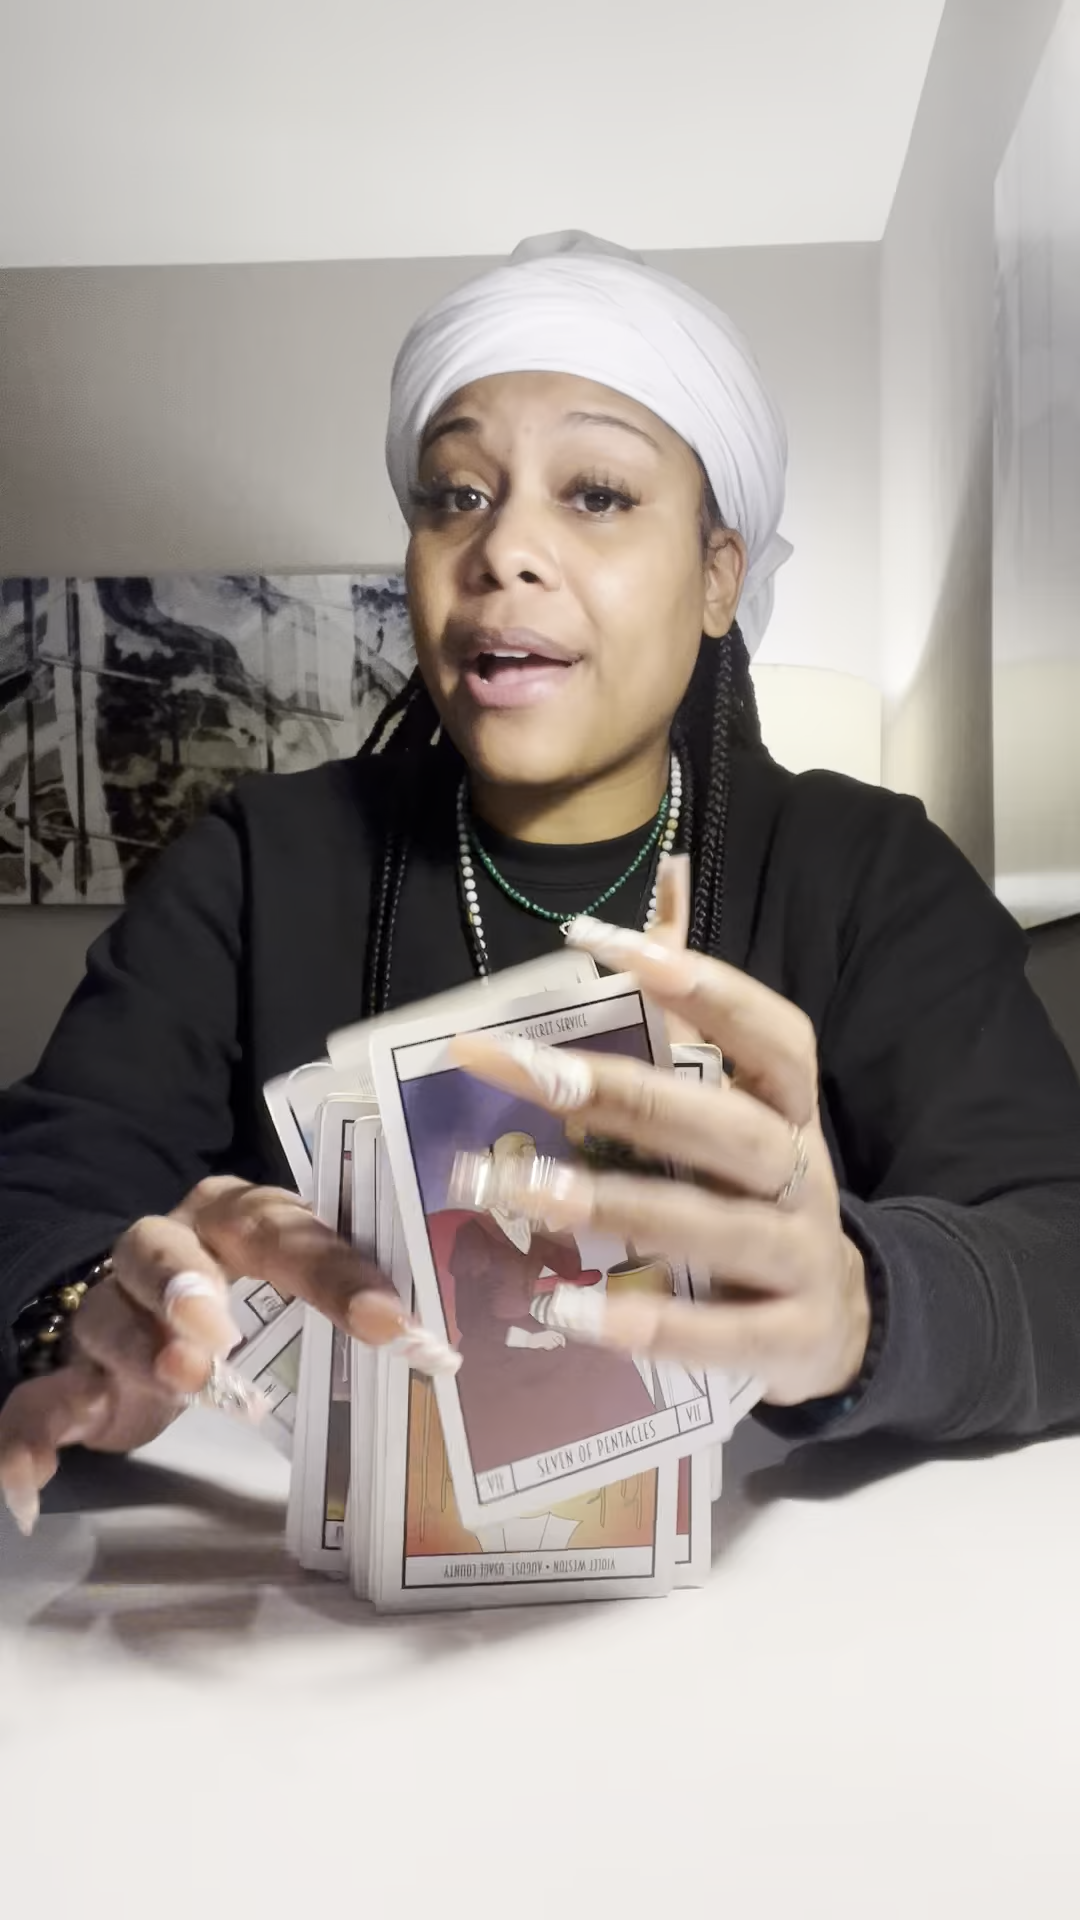 • SECRET SERVICE
VII
SEVEN OF PENTACLES
VII
VIOLET WESTON • AUGUST: OSAGE COUNTY